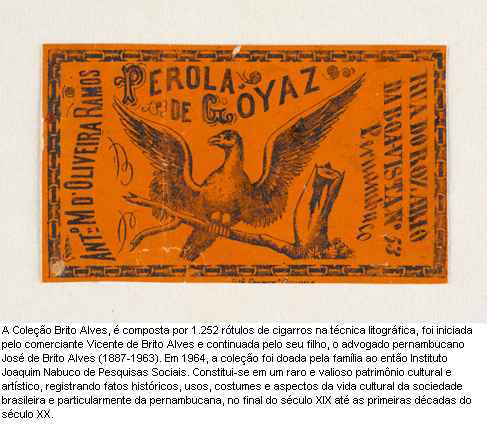 PEROLA
DE GOYAZ
ANTº M D'OLIVEIRA RAMOS
RUA DO ROZARIO
DA BOA-VISTA Nº 52
Pernambuco
A Coleção Brito Alves, é composta por 1.252 rótulos de cigarros na técnica litográfica, foi iniciada
pelo comerciante Vicente de Brito Alves e continuada pelo seu filho, o advogado pernambucano
José de Brito Alves (1887-1963). Em 1964, a coleção foi doada pela família ao então Instituto
Joaquim Nabuco de Pesquisas Sociais. Constitui-se em um raro e valioso patrimônio cultural e
artístico, registrando fatos históricos, usos, costumes e aspectos da vida cultural da sociedade
brasileira e particularmente da pernambucana, no final do século XIX até as primeiras décadas do
século XX.